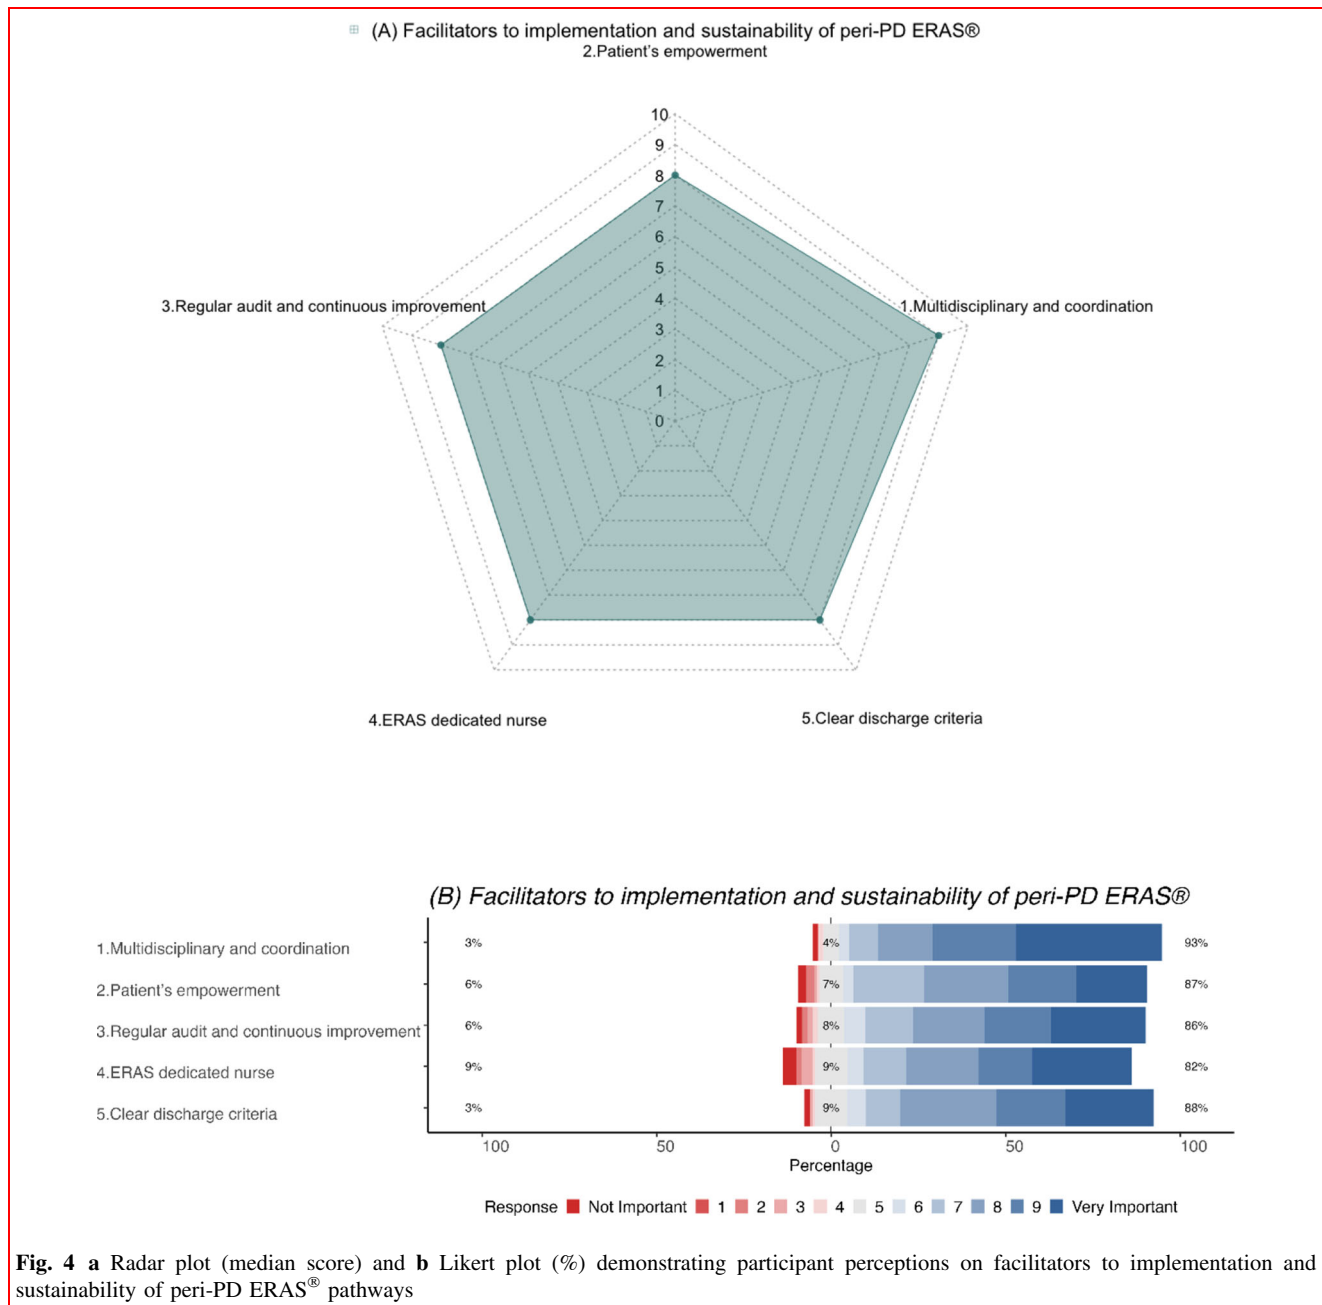 (A) Facilitators to implementation and sustainability of peri-PD ERAS®
2.Patient's empowerment
10
9
8
7
6
5
4
3
2
1
0
3.Regular audit and continuous improvement
1.Multidisciplinary and coordination
4.ERAS dedicated nurse
5.Clear discharge criteria
(B) Facilitators to implementation and sustainability of peri-PD ERAS®
1.Multidisciplinary and coordination 3% 4% 93%
2.Patient's empowerment 6% 7% 87%
3.Regular audit and continuous improvement 6% 8% 86%
4.ERAS dedicated nurse 9% 9% 82%
5.Clear discharge criteria 3% 9% 88%
100 50 0 50 100
Percentage
Response Not Important 1 2 3 4 5 6 7 8 9 Very Important
Fig. 4 a Radar plot (median score) and b Likert plot (%) demonstrating participant perceptions on facilitators to implementation and
sustainability of peri-PD ERAS® pathways